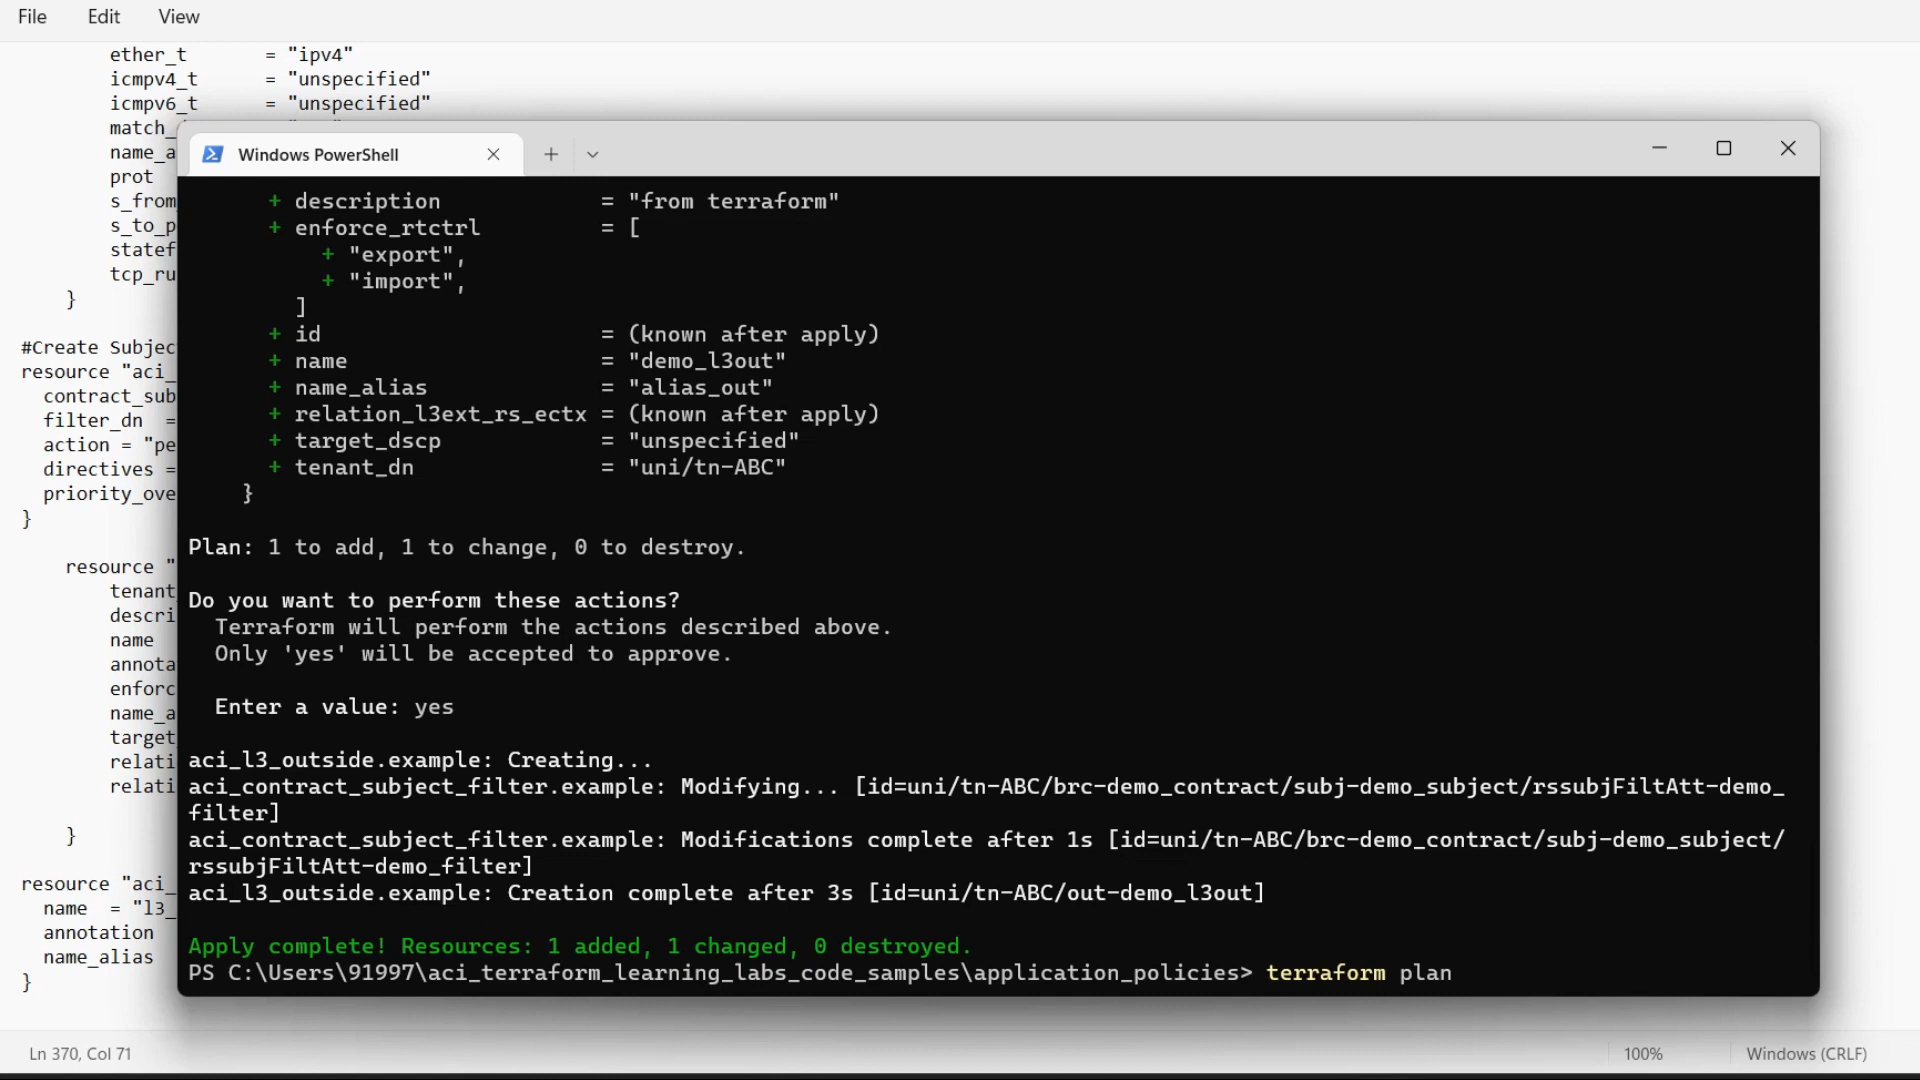 File Edit View
ether_t = "ipv4"
icmpv4_t = "unspecified"
icmpv6_t = "unspecified"
match_
name_a
prot
s_from
s_to_p
statef
tcp_ru
}
#Create Subjec
resource "aci_
contract_sub
filter_dn =
action = "pe
directives =
priority_ove
}
resource "
tenant
descri
name
annota
enforc
name_a
target
relati
relati
}
resource "aci_
name = "l3_
annotation
name_alias
}
Windows PowerShell
+ description = "from terraform"
+ enforce_rtctrl = [
+ "export",
+ "import",
]
+ id = (known after apply)
+ name = "demo_l3out"
+ name_alias = "alias_out"
+ relation_l3ext_rs_ectx = (known after apply)
+ target_dscp = "unspecified"
+ tenant_dn = "uni/tn-ABC"
}
Plan: 1 to add, 1 to change, 0 to destroy.
Do you want to perform these actions?
Terraform will perform the actions described above.
Only 'yes' will be accepted to approve.
Enter a value: yes
aci_l3_outside.example: Creating...
aci_contract_subject_filter.example: Modifying... [id=uni/tn-ABC/brc-demo_contract/subj-demo_subject/rssubjFiltAtt-demo_
filter]
aci_contract_subject_filter.example: Modifications complete after 1s [id=uni/tn-ABC/brc-demo_contract/subj-demo_subject/
rssubjFiltAtt-demo_filter]
aci_l3_outside.example: Creation complete after 3s [id=uni/tn-ABC/out-demo_l3out]
Apply complete! Resources: 1 added, 1 changed, 0 destroyed.
PS C:\Users\91997\aci_terraform_learning_labs_code_samples\application_policies> terraform plan
Ln 370, Col 71 100% Windows (CRLF)